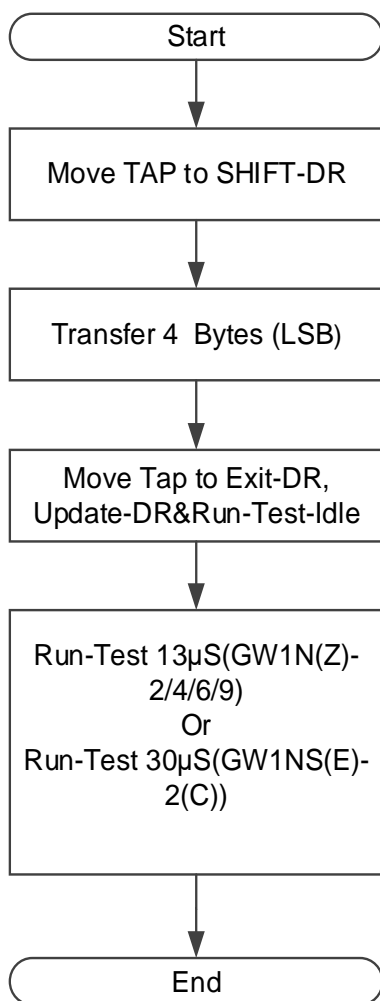 Start
Move TAP to SHIFT-DR
Transfer 4  Bytes (LSB)
Move Tap to Exit-DR,
Update-DR&Run-Test-Idle
Run-Test 13µS(GW1N(Z)-
2/4/6/9)
Or
Run-Test 30µS(GW1NS(E)-
2(C))
End